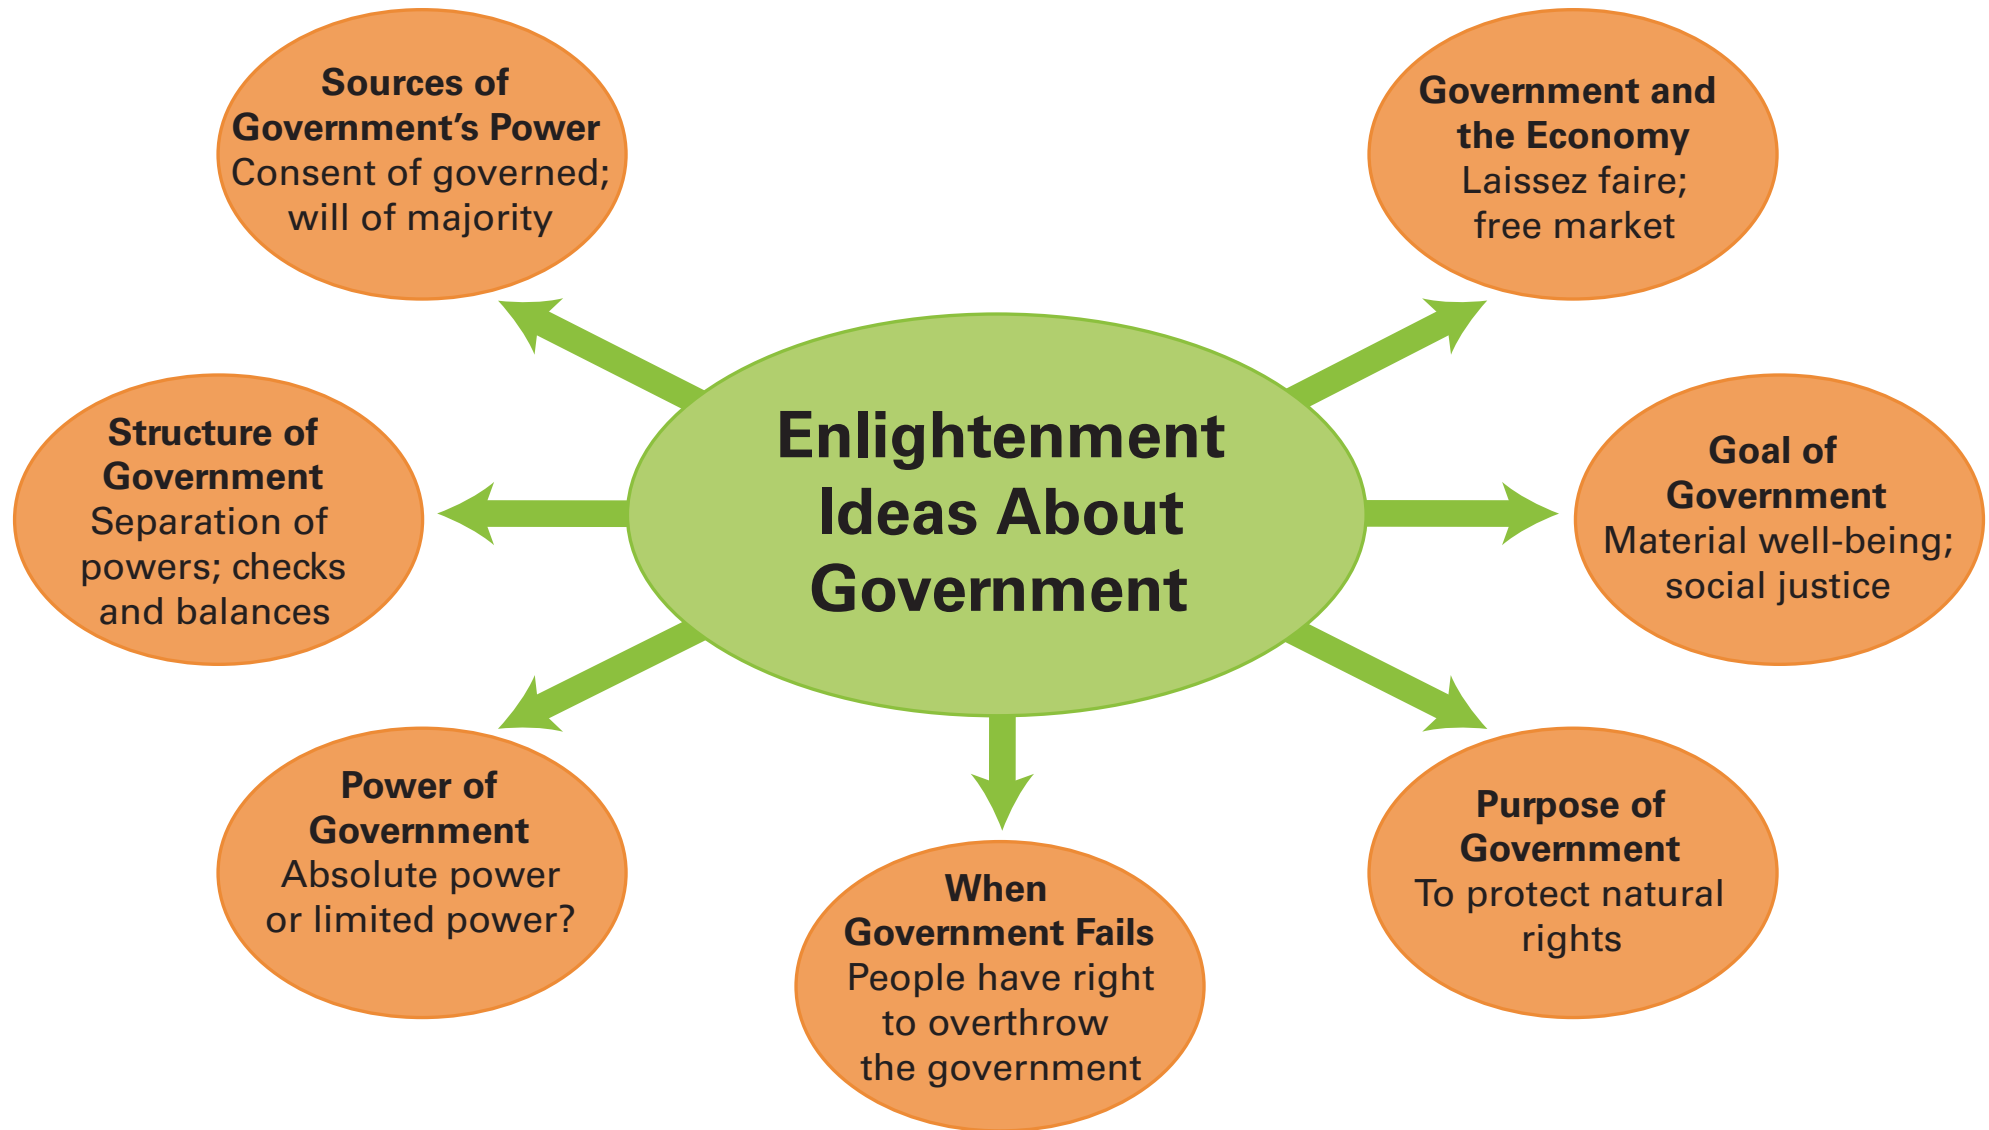 Sources of
Government’s Power
Consent of governed;
will of majority
Government and
the Economy
Laissez faire;
free market
Enlightenment
Ideas About
Government
Structure of
Government
Separation of
powers; checks
and balances
Goal of
Government
Material well-being;
social justice
Power of
Government
Absolute power
or limited power?
When
Government Fails
People have right
to overthrow
the government
Purpose of
Government
To protect natural
rights